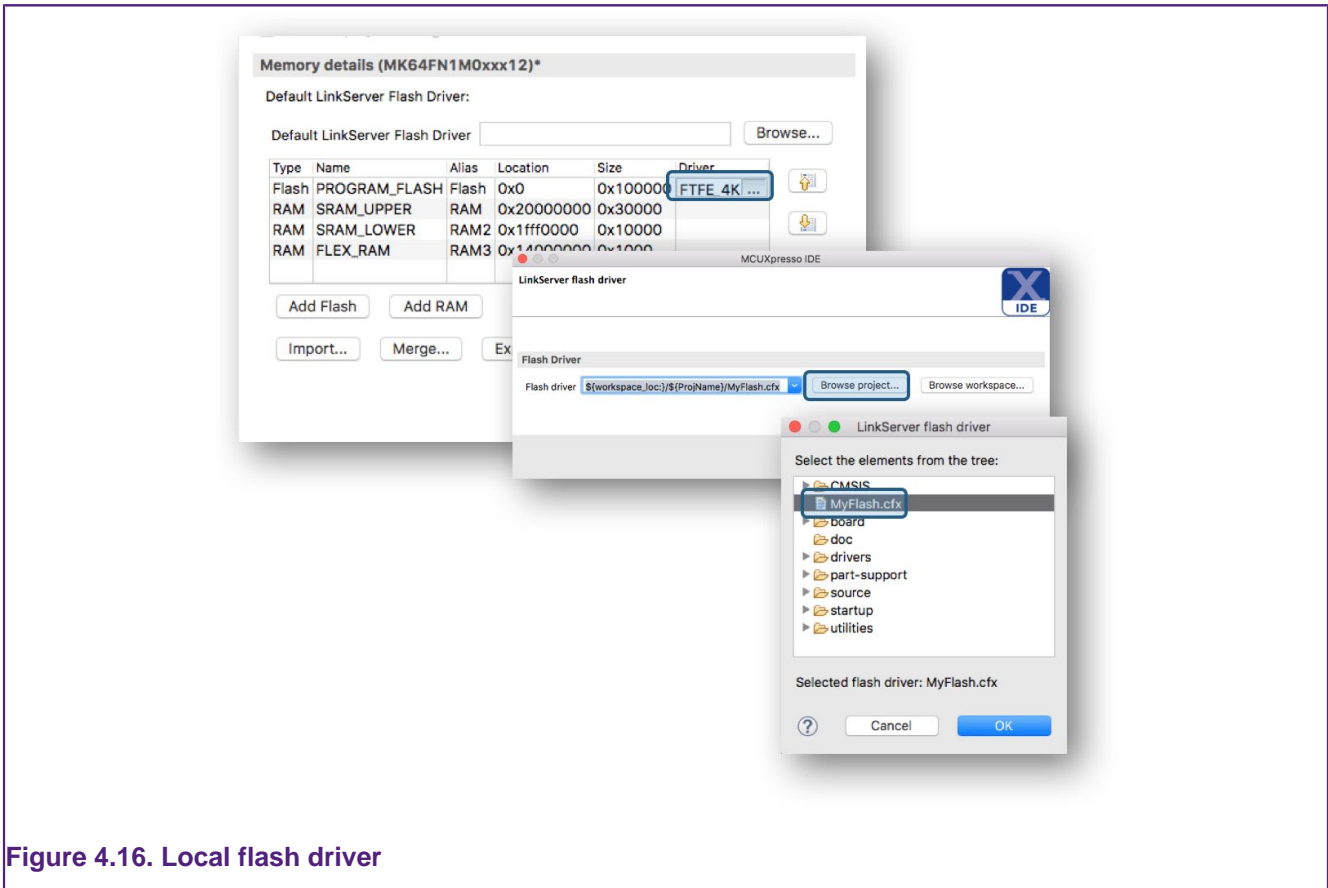 Memory details (MK64FN1M0xxx12)*
Default LinkServer Flash Driver:
Default LinkServer Flash Driver Browse...
Type Name Alias Location Size Driver
Flash PROGRAM_FLASH Flash 0x0 0x100000 FTFE_4K ...
RAM SRAM_UPPER RAM 0x20000000 0x30000
RAM SRAM_LOWER RAM2 0x1fff0000 0x10000
RAM FLEX_RAM RAM3 0x14000000 0x1000
Add Flash Add RAM
Import... Merge... Ex
MCUXpresso IDE
LinkServer flash driver
X
IDE
Flash Driver
Flash driver ${workspace_loc:}/${ProjName}/MyFlash.cfx Browse project... Browse workspace...
LinkServer flash driver
Select the elements from the tree:
CMSIS
MyFlash.cfx
board
doc
drivers
part-support
source
startup
utilities
Selected flash driver: MyFlash.cfx
? Cancel OK
Figure 4.16. Local flash driver